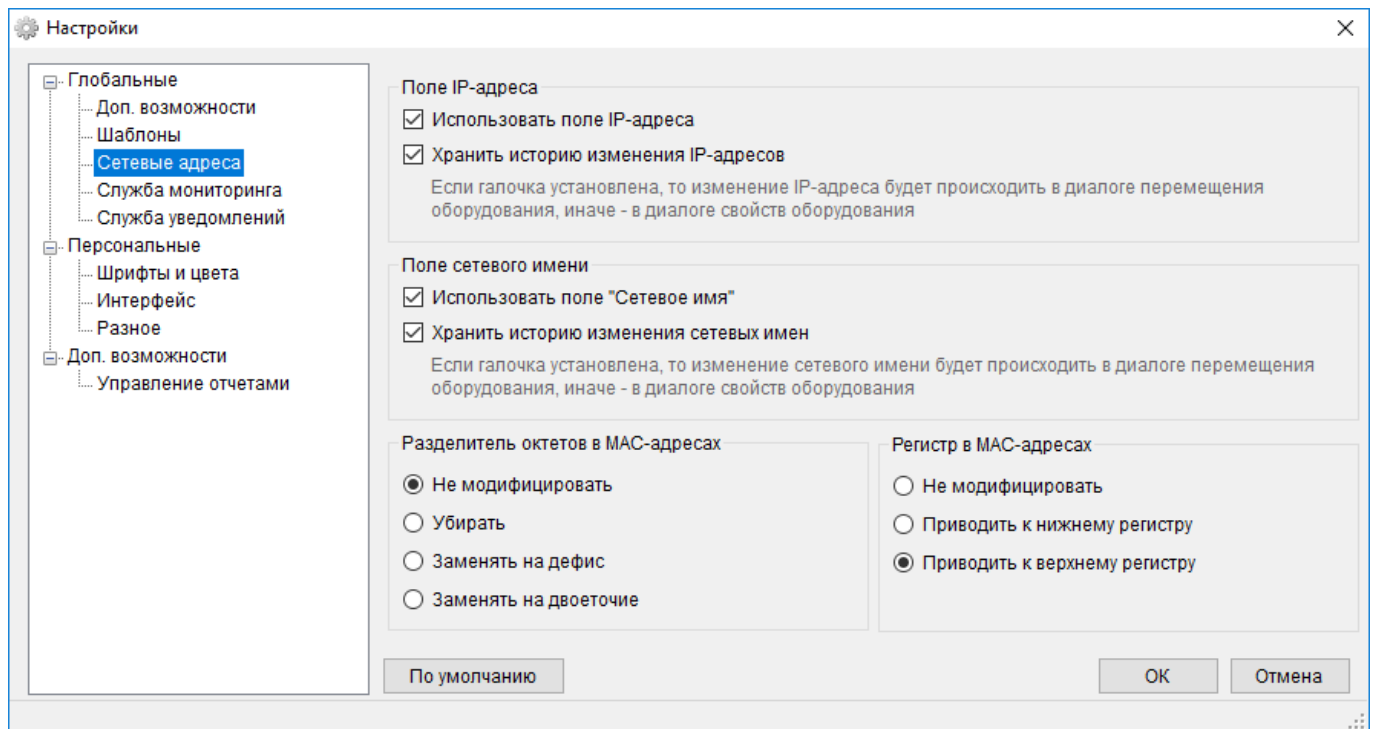 Настройки
Глобальные
Доп. возможности
Шаблоны
Сетевые адреса
Служба мониторинга
Служба уведомлений
Персональные
Шрифты и цвета
Интерфейс
Разное
Доп. возможности
Управление отчетами
Поле IP-адреса
Использовать поле IP-адреса
Хранить историю изменения IP-адресов
Если галочка установлена, то изменение IP-адреса будет происходить в диалоге перемещения
оборудования, иначе - в диалоге свойств оборудования
Поле сетевого имени
Использовать поле "Сетевое имя"
Хранить историю изменения сетевых имен
Если галочка установлена, то изменение сетевого имени будет происходить в диалоге перемещения
оборудования, иначе - в диалоге свойств оборудования
Разделитель октетов в MAC-адресах
Не модифицировать
Убирать
Заменять на дефис
Заменять на двоеточие
Регистр в MAC-адресах
Не модифицировать
Приводить к нижнему регистру
Приводить к верхнему регистру
По умолчанию
ОК
Отмена